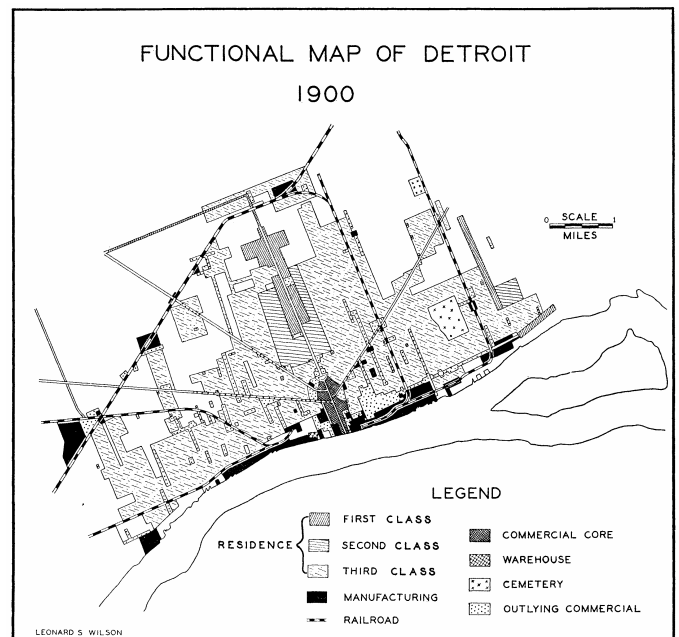 FUNCTIONAL MAP OF DETROIT
1900
0 SCALE 1
MILES
LEGEND
RESIDENCE
FIRST CLASS
SECOND CLASS
THIRD CLASS
MANUFACTURING
RAILROAD
COMMERCIAL CORE
WAREHOUSE
CEMETERY
OUTLYING COMMERCIAL
LEONARD S WILSON